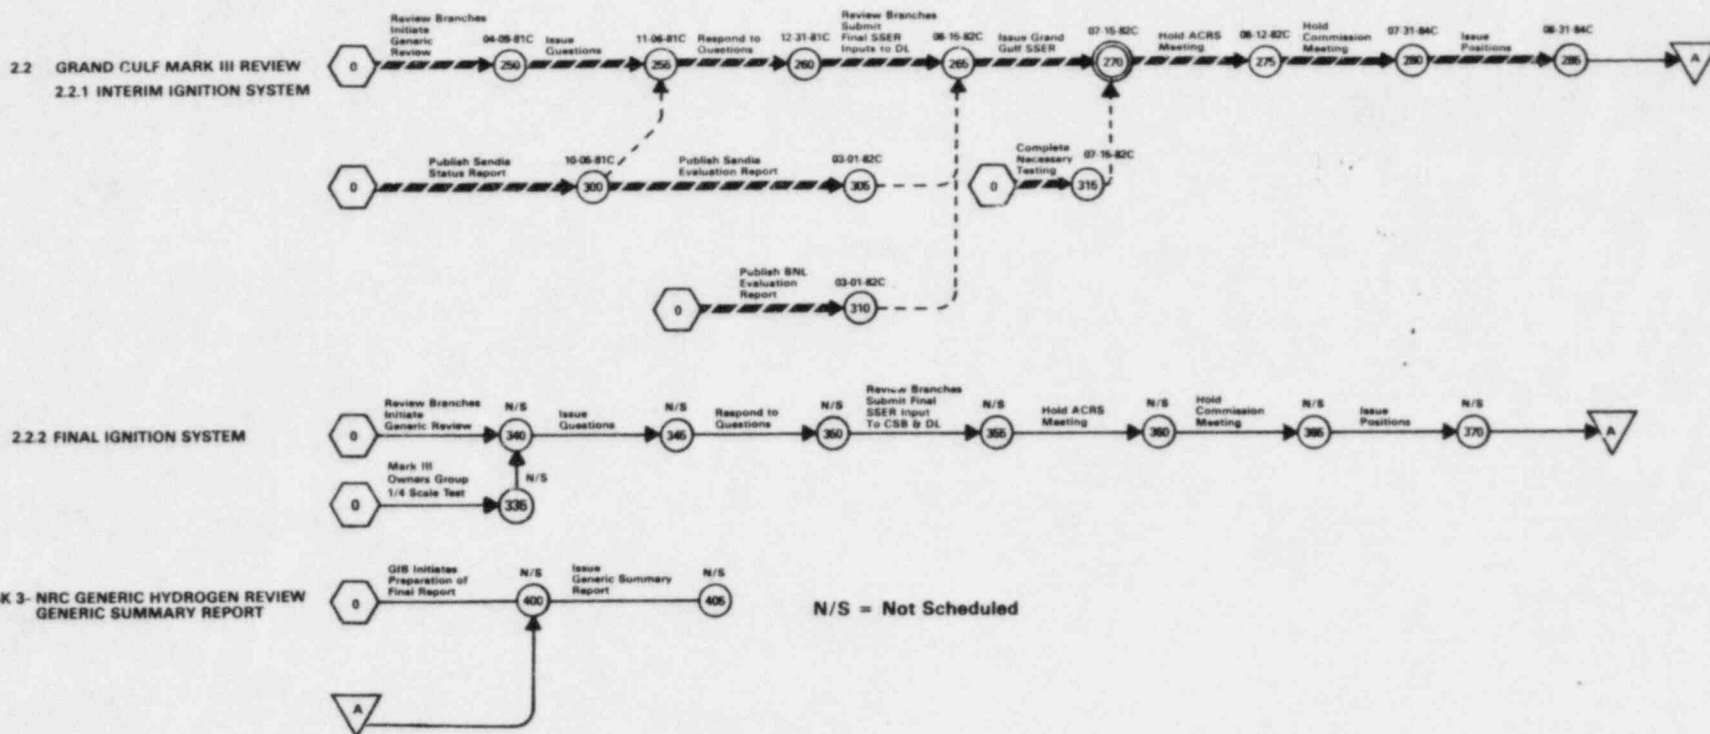 Review Branches
Initiate
Generic
Review
04-09-81C
Issue
Questions
11-06-81C
Respond to
Questions
12-31-81C
Review Branches
Submit
Final SSER
Inputs to DL
06-15-82C
Issue Grand
Gulf SSER
07-15-82C
Hold ACRS
Meeting
08-12-82C
Hold
Commission
Meeting
07-31-84C
Issue
Positions
08-31-84C
2.2 GRAND CULF MARK III REVIEW
2.2.1 INTERIM IGNITION SYSTEM
0
250
255
260
265
270
275
280
285
A
Publish Sandia
Status Report
10-06-81C
Publish Sandia
Evaluation Report
03-01-82C
Complete
Necessary
Testing
07-15-82C
0
300
305
0
315
Publish BNL
Evaluation
Report
03-01-82C
0
310
2.2.2 FINAL IGNITION SYSTEM
Review Branches
Initiate
Generic Review
N/S
Issue
Questions
N/S
Respond to
Questions
N/S
Review Branches
Submit Final
SSER Input
To CSB & DL
N/S
Hold ACRS
Meeting
N/S
Hold
Commission
Meeting
N/S
Issue
Positions
N/S
0
340
345
350
355
360
365
370
A
Mark III
Owners Group
1/4 Scale Test
N/S
0
335
K 3- NRC GENERIC HYDROGEN REVIEW
GENERIC SUMMARY REPORT
GIB Initiates
Preparation of
Final Report
N/S
Issue
Generic Summary
Report
N/S
0
400
405
N/S = Not Scheduled
A